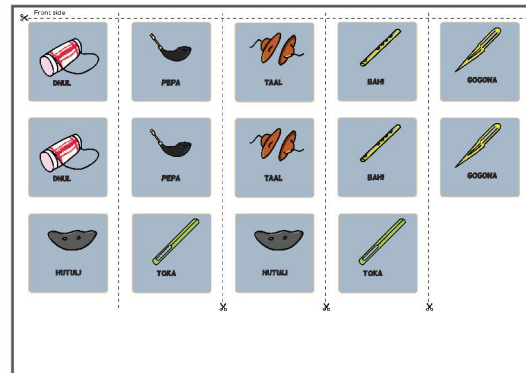 Front side
DHUL
PEPA
TAAL
BAHI
GOGONA
DHUL
PEPA
TAAL
BAHI
GOGONA
HUTULI
TOKA
HUTULI
TOKA